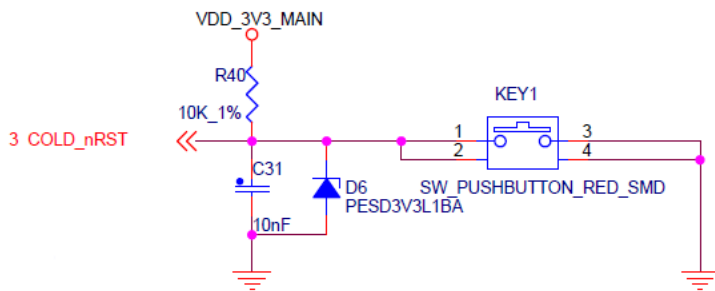 VDD_3V3_MAIN
R40
10K_1%
KEY1
3 COLD_nRST
1
3
2
4
C31
D6
SW_PUSHBUTTON_RED_SMD
PESD3V3L1BA
10nF